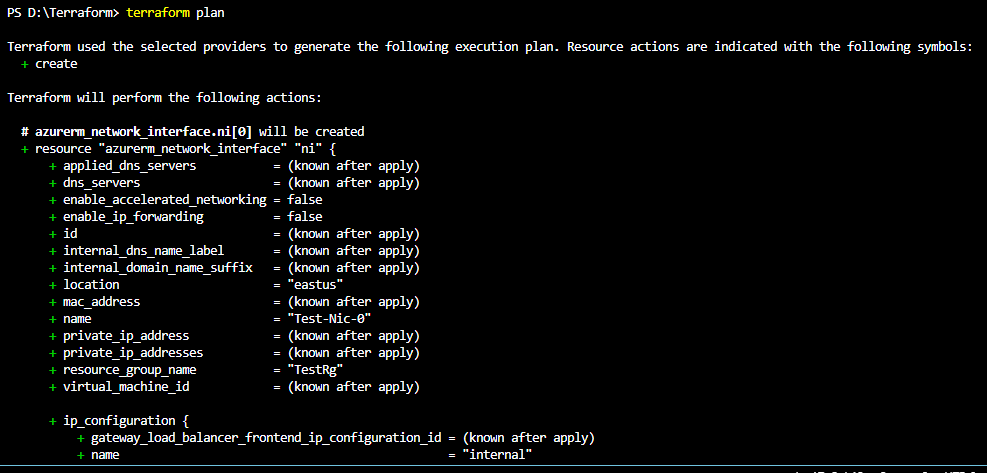 PS D:\Terraform> terraform plan
Terraform used the selected providers to generate the following execution plan. Resource actions are indicated with the following symbols:
+ create
Terraform will perform the following actions:
# azurerm_network_interface.ni[0] will be created
+ resource "azurerm_network_interface" "ni" {
+ applied_dns_servers = (known after apply)
+ dns_servers = (known after apply)
+ enable_accelerated_networking = false
+ enable_ip_forwarding = false
+ id = (known after apply)
+ internal_dns_name_label = (known after apply)
+ internal_domain_name_suffix = (known after apply)
+ location = "eastus"
+ mac_address = (known after apply)
+ name = "Test-Nic-0"
+ private_ip_address = (known after apply)
+ private_ip_addresses = (known after apply)
+ resource_group_name = "TestRg"
+ virtual_machine_id = (known after apply)
+ ip_configuration {
+ gateway_load_balancer_frontend_ip_configuration_id = (known after apply)
+ name = "internal"